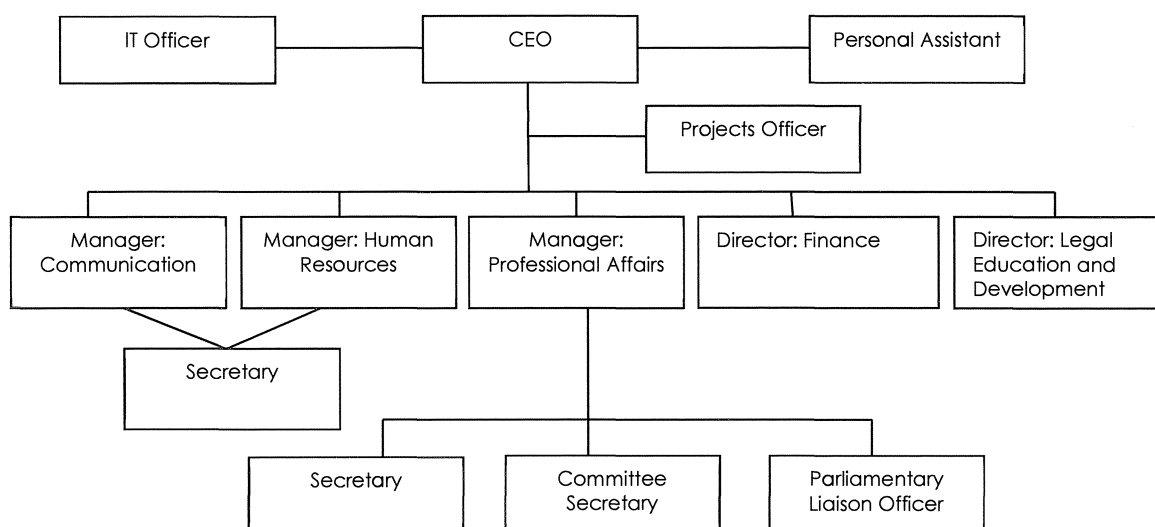 IT Officer
CEO
Personal Assistant
Projects Officer
Manager:
Communication
Manager: Human
Resources
Manager:
Professional Affairs
Director: Finance
Director: Legal
Education and
Development
Secretary
Secretary
Committee
Secretary
Parliamentary
Liaison Officer